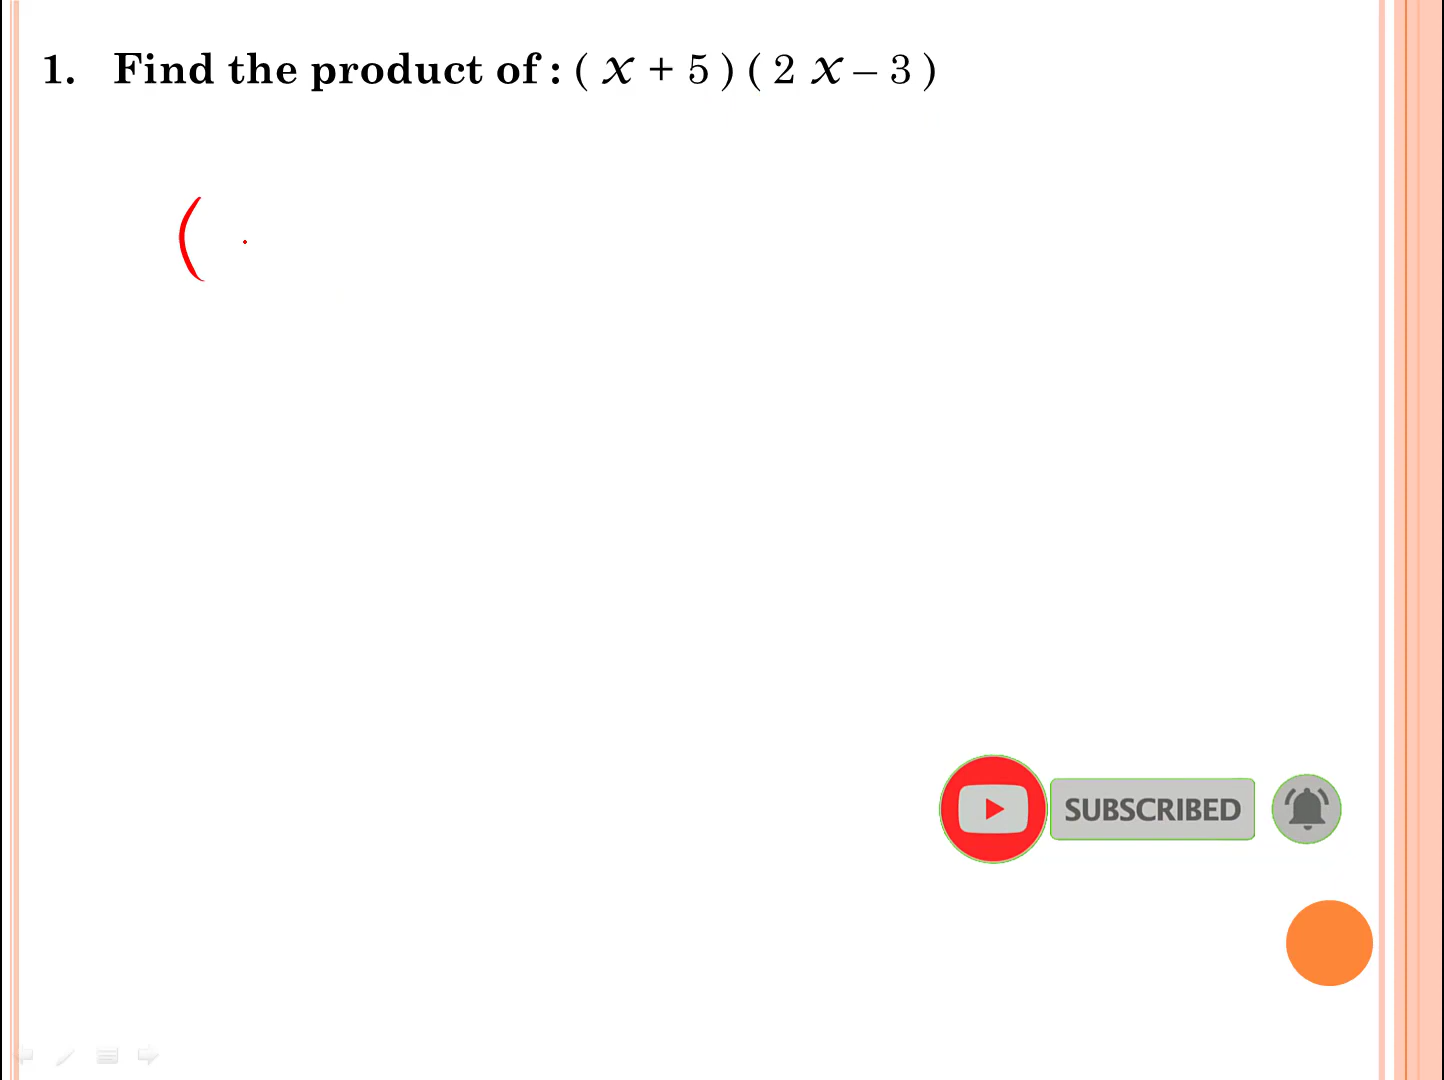 1. Find the product of : ( x + 5 ) ( 2 x – 3 )
(
SUBSCRIBED